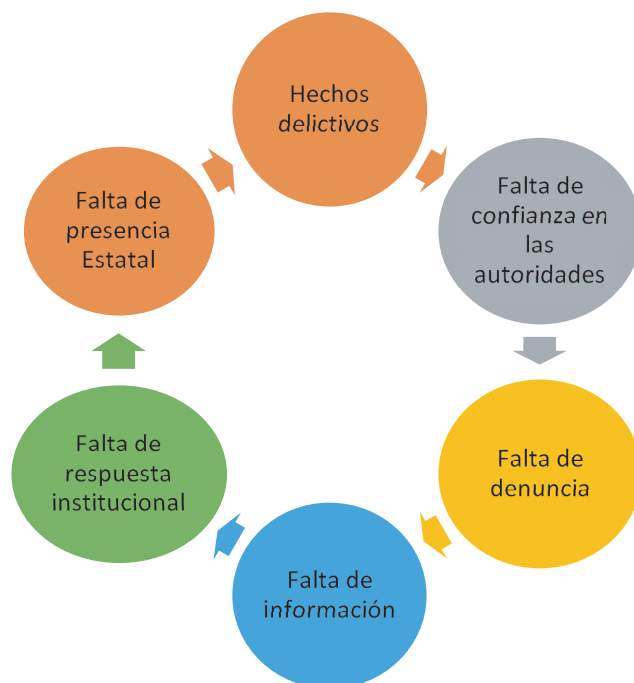 Hechos
delictivos
Falta de
confianza en
las
autoridades
Falta de
denuncia
Falta de
información
Falta de
respuesta
institucional
Falta de
presencia
Estatal